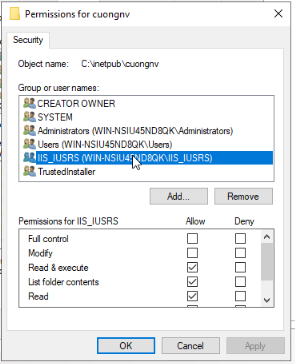 Permissions for cuongnv
Security
Object name: C:\inetpub\cuongnv
Group or user names:
CREATOR OWNER
SYSTEM
Administrators (WIN-NSIU45ND8QK\Administrators)
Users (WIN-NSIU45ND8QK\Users)
IIS_IUSRS (WIN-NSIU45ND8QK\IIS_IUSRS)
TrustedInstaller
Add... Remove
Permissions for IIS_IUSRS Allow Deny
Full control
Modify
Read & execute
List folder contents
Read
OK Cancel Apply